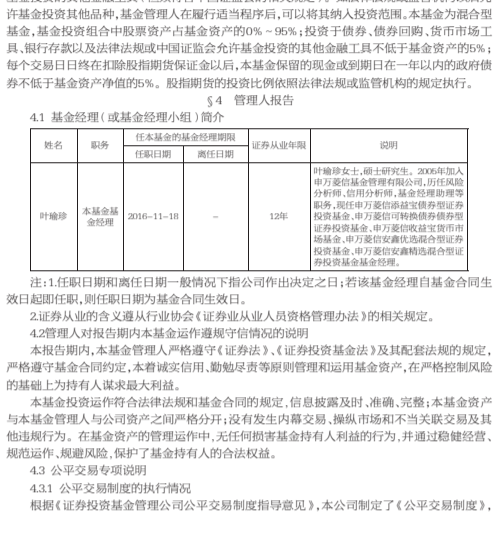 许基金投资其他品种，基金管理人在履行适当程序后，可以将其纳入投资范围。本基金为混合型
基金，基金投资组合中股票资产占基金资产的0%～95%；投资于债券、债券回购、货币市场工
具、银行存款以及法律法规或中国证监会允许基金投资的其他金融工具不低于基金资产的5%；
每个交易日日终在扣除股指期货保证金以后，本基金保留的现金或到期日在一年以内的政府债
券不低于基金资产净值的5%。股指期货的投资比例依照法律法规或监管机构的规定执行。
§4 管理人报告
4.1 基金经理（或基金经理小组）简介
姓名 职务 任本基金的基金经理期限 证券从业年限 说明
任职日期 离任日期
叶瑜珍 本基金基金经理 2016-11-18 - 12年
叶瑜珍女士，硕士研究生。2005年加入
申万菱信基金管理有限公司，历任风险
分析师、信用分析师，基金经理助理等
职务，现任申万菱信添益宝债券型证券
投资基金、申万菱信可转换债券债券型
证券投资基金、申万菱信收益宝货币市
场基金、申万菱信安鑫优选混合型证券
投资基金、申万菱信安鑫精选混合型证
券投资基金基金经理。
注：1.任职日期和离任日期一般情况下指公司作出决定之日；若该基金经理自基金合同生
效日起即任职，则任职日期为基金合同生效日。
2.证券从业的含义遵从行业协会《证券业从业人员资格管理办法》的相关规定。
4.2管理人对报告期内本基金运作遵规守信情况的说明
本报告期内，本基金管理人严格遵守《证券法》、《证券投资基金法》及其配套法规的规定，
严格遵守基金合同约定，本着诚实信用、勤勉尽责等原则管理和运用基金资产，在严格控制风险
的基础上为持有人谋求最大利益。
本基金投资运作符合法律法规和基金合同的规定，信息披露及时、准确、完整；本基金资产
与本基金管理人与公司资产之间严格分开；没有发生内幕交易、操纵市场和不当关联交易及其
他违规行为。在基金资产的管理运作中，无任何损害基金持有人利益的行为，并通过稳健经营、
规范运作、规避风险，保护了基金持有人的合法权益。
4.3 公平交易专项说明
4.3.1 公平交易制度的执行情况
根据《证券投资基金管理公司公平交易制度指导意见》，本公司制定了《公平交易制度》，